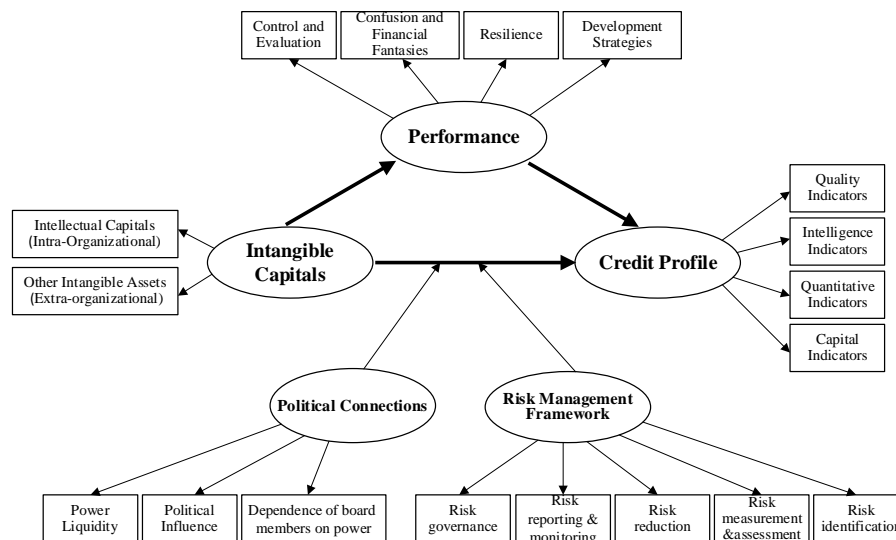 Control and
Evaluation
Confusion and
Financial
Fantasies
Resilience
Development
Strategies
Performance
Quality
Indicators
Intellectual Capitals
(Intra-Organizational)
Intelligence
Indicators
Intangible
Capitals
Credit Profile
Other Intangible Assets
(Extra-organizational)
Quantitative
Indicators
Capital
Indicators
Political Connections
Risk Management
Framework
Power
Liquidity
Political
Influence
Dependence of board
members on power
Risk
governance
Risk
reporting &
monitoring
Risk
reduction
Risk
measurement
&assessment
Risk
identification